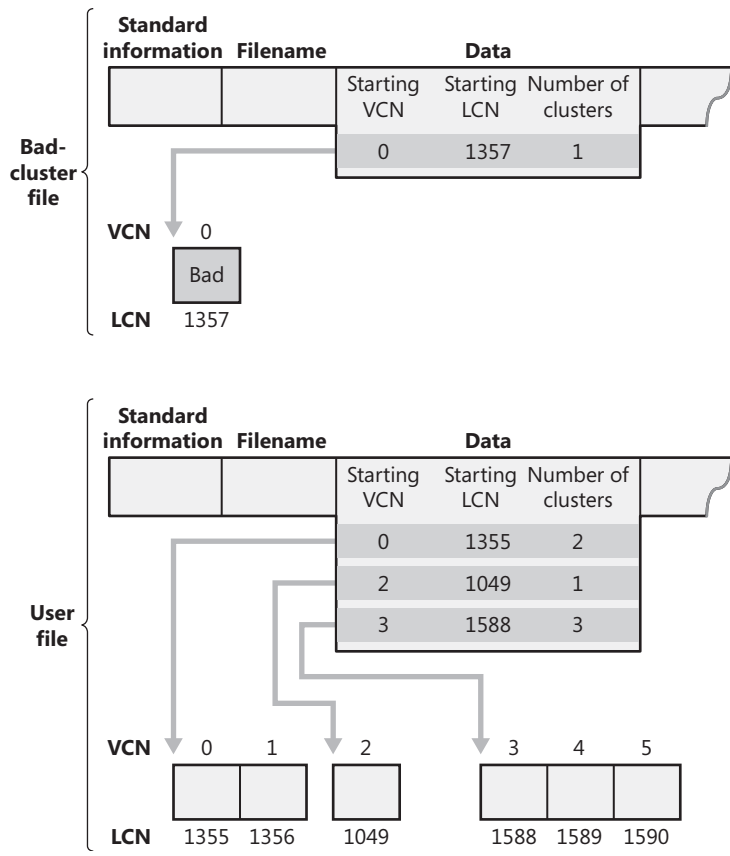 Standard
information Filename Data
Starting Starting Number of
VCN LCN clusters
0 1357 1
Bad-
cluster
file
VCN 0
Bad
LCN 1357
Standard
information Filename Data
Starting Starting Number of
VCN LCN clusters
0 1355 2
2 1049 1
3 1588 3
User
file
VCN 0 1 2 3 4 5
LCN 1355 1356 1049 1588 1589 1590